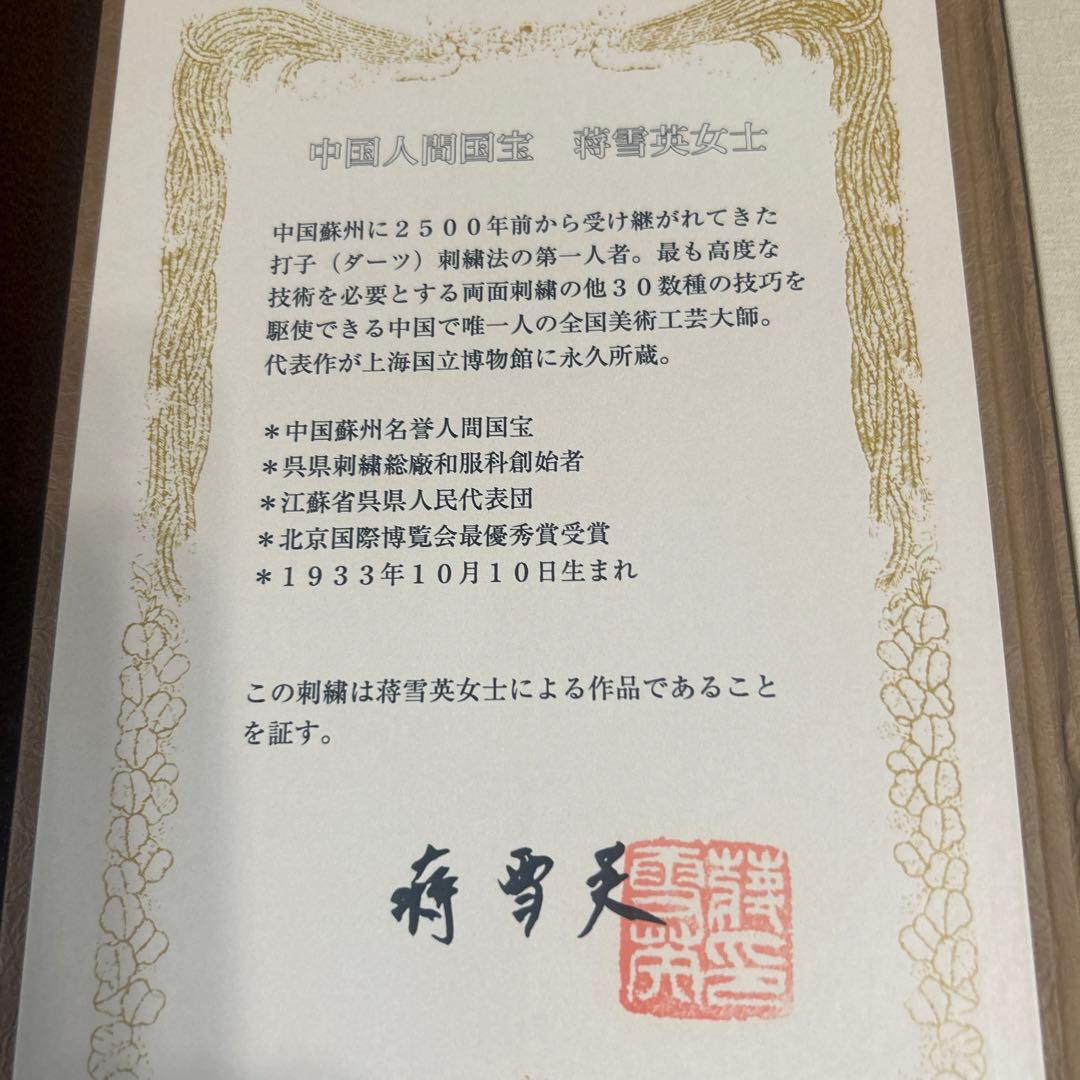 中国人間国宝　蒋雪英女士
中国蘇州に２５００年前から受け継がれてきた
打子（ダーツ）刺繍法の第一人者。最も高度な
技術を必要とする両面刺繍の他３０数種の技巧を
駆使できる中国で唯一人の全国美術工芸大師。
代表作が上海国立博物館に永久所蔵。
＊中国蘇州名誉人間国宝
＊呉県刺繍総廠和服科創始者
＊江蘇省呉県人民代表団
＊北京国際博覧会最優秀賞受賞
＊１９３３年１０月１０日生まれ
この刺繍は蒋雪英女士による作品であること
を証す。
蒋雪英
蒋印雪英